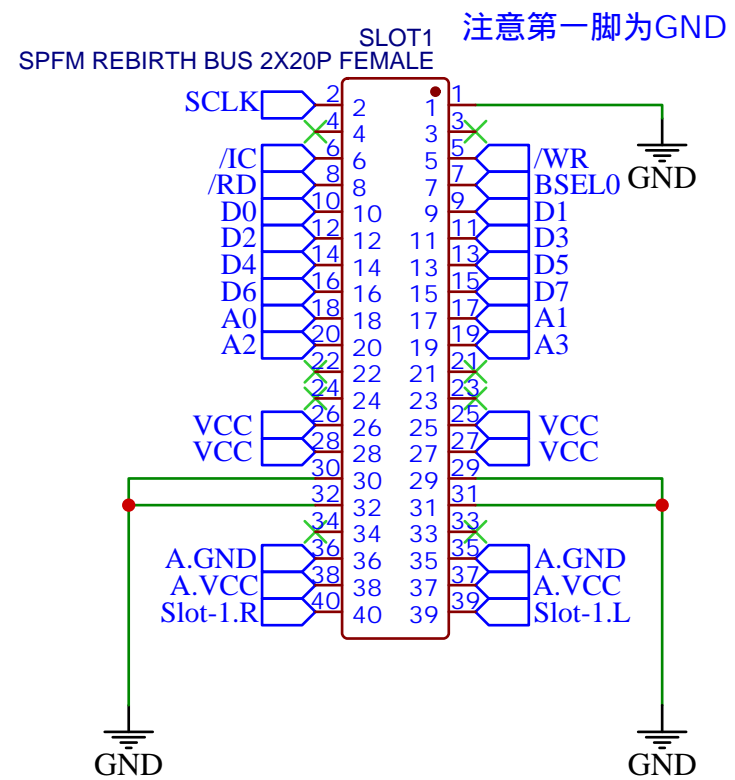 SLOT1 注意第一脚为GND
SPFM REBIRTH BUS 2X20P FEMALE
SCLK 2 2 1 1
4 4 3 3
/IC 6 6 5 5 /WR
/RD 8 8 7 7 BSEL0 GND
D0 10 10 9 9 D1
D2 12 12 11 11 D3
D4 14 14 13 13 D5
D6 16 16 15 15 D7
A0 18 18 17 17 A1
A2 20 20 19 19 A3
22 22 21 21
24 24 23 23
VCC 26 26 25 25 VCC
VCC 28 28 27 27 VCC
30 30 29 29
32 32 31 31
34 34 33 33
A.GND 36 36 35 35 A.GND
A.VCC 38 38 37 37 A.VCC
Slot-1.R 40 40 39 39 Slot-1.L
GND GND